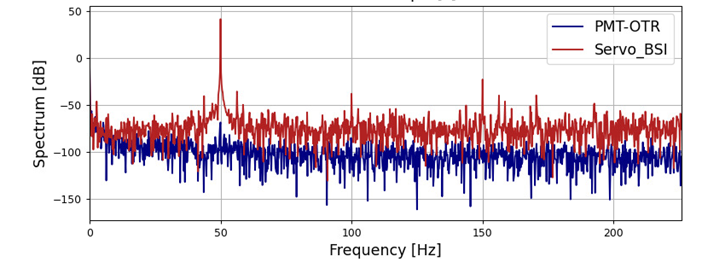 50
0
−50
−100
−150
Spectrum [dB]
PMT-OTR
Servo_BSI
0 50 100 150 200
Frequency [Hz]